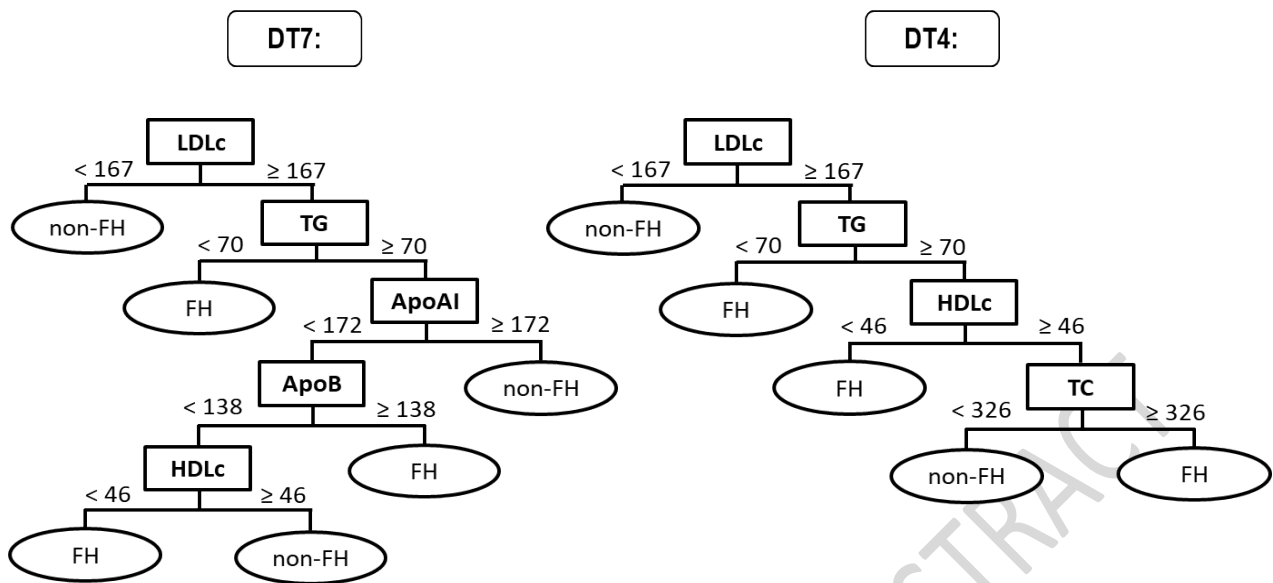 DT7:
LDLc
< 167
≥ 167
non-FH
TG
< 70
≥ 70
FH
ApoAI
< 172
≥ 172
ApoB
non-FH
< 138
≥ 138
HDLc
FH
< 46
≥ 46
FH
non-FH
DT4:
LDLc
< 167
≥ 167
non-FH
TG
< 70
≥ 70
FH
HDLc
< 46
≥ 46
FH
TC
< 326
≥ 326
non-FH
FH